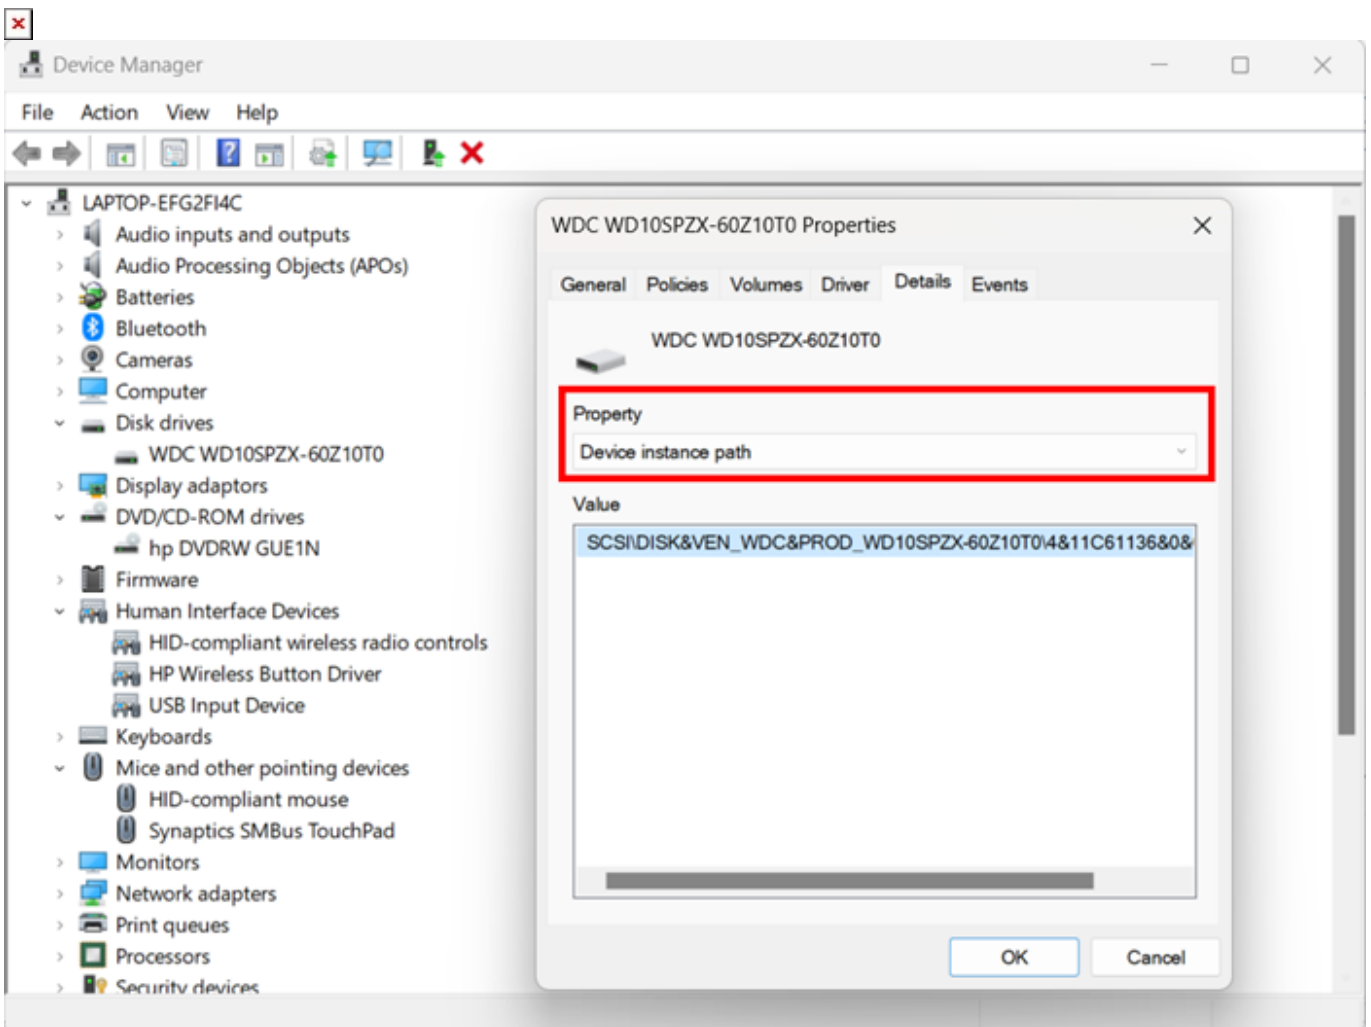 Device Manager
File Action View Help
LAPTOP-EFG2FI4C
Audio inputs and outputs
Audio Processing Objects (APOs)
Batteries
Bluetooth
Cameras
Computer
Disk drives
WDC WD10SPZX-60Z10T0
Display adaptors
DVD/CD-ROM drives
hp DVDRW GUE1N
Firmware
Human Interface Devices
HID-compliant wireless radio controls
HP Wireless Button Driver
USB Input Device
Keyboards
Mice and other pointing devices
HID-compliant mouse
Synaptics SMBus TouchPad
Monitors
Network adapters
Print queues
Processors
Security devices
WDC WD10SPZX-60Z10T0 Properties
General Policies Volumes Driver Details Events
WDC WD10SPZX-60Z10T0
Property
Device instance path
Value
SCSI\DISK&VEN_WDC&PROD_WD10SPZX-60Z10T0\4&11C61136&0&
OK Cancel